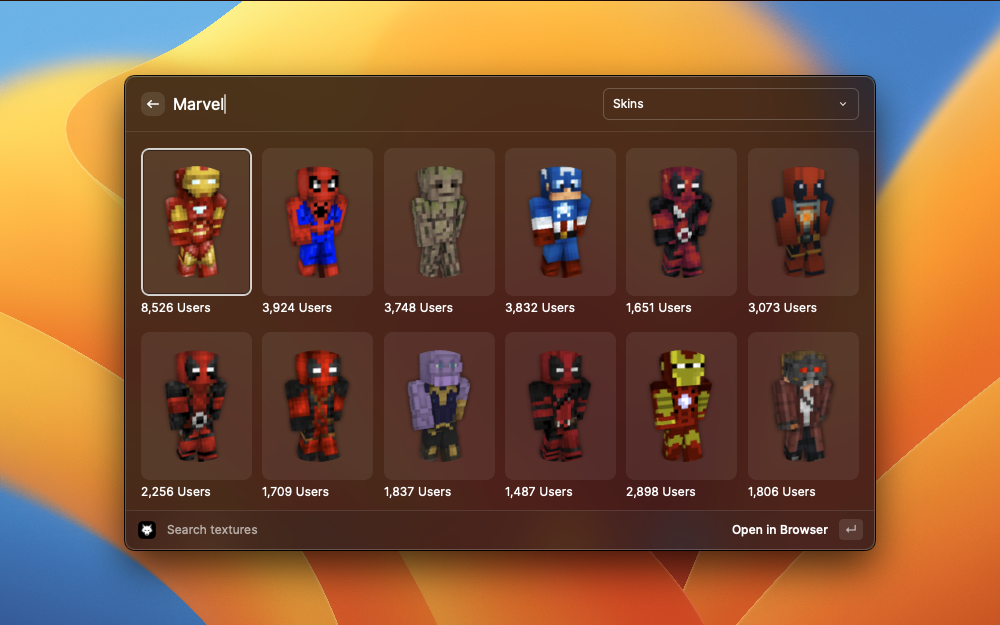 Marvel
Skins
8,526 Users
3,924 Users
3,748 Users
3,832 Users
1,651 Users
3,073 Users
2,256 Users
1,709 Users
1,837 Users
1,487 Users
2,898 Users
1,806 Users
Search textures
Open in Browser